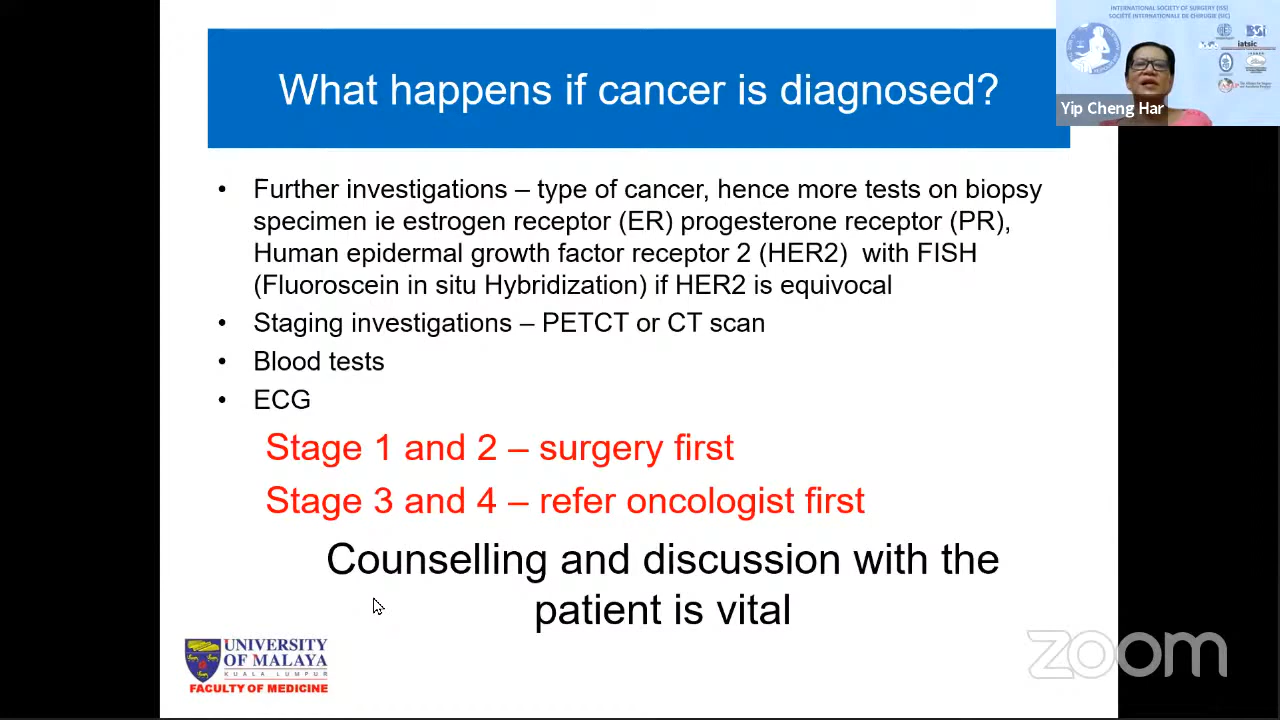 INTERNATIONAL SOCIETY OF SURGERY (ISS)
SOCIÉTÉ INTERNATIONALE DE CHIRURGIE (SIC)
iatsic
Yip Cheng Har
What happens if cancer is diagnosed?
• Further investigations – type of cancer, hence more tests on biopsy
specimen ie estrogen receptor (ER) progesterone receptor (PR),
Human epidermal growth factor receptor 2 (HER2)  with FISH
(Fluoroscein in situ Hybridization) if HER2 is equivocal
• Staging investigations – PETCT or CT scan
• Blood tests
• ECG
Stage 1 and 2 – surgery first
Stage 3 and 4 – refer oncologist first
Counselling and discussion with the
patient is vital
UNIVERSITY
OF MALAYA
KUALA LUMPUR
FACULTY OF MEDICINE
zoom